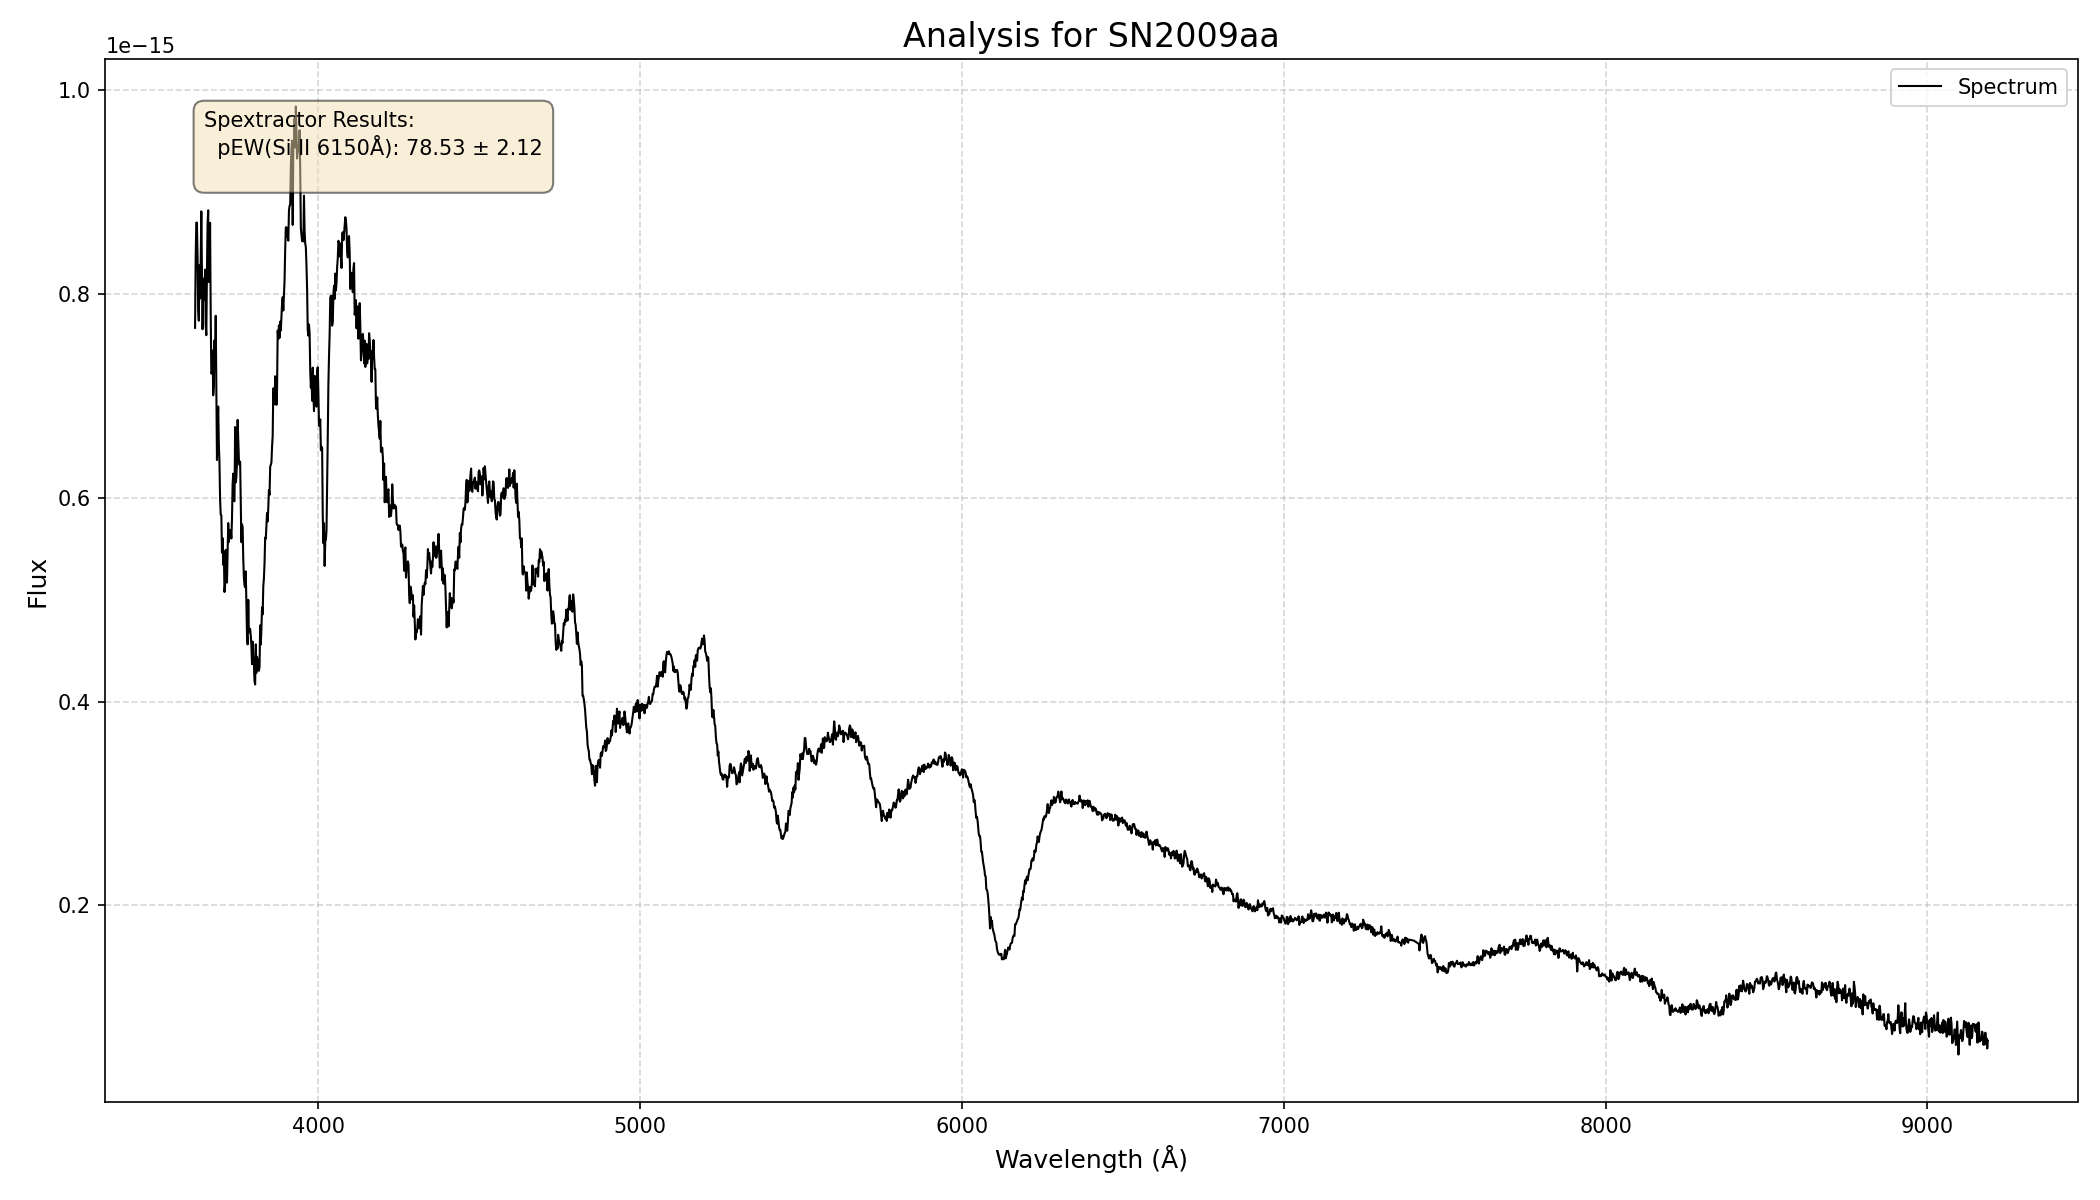 Analysis for SN2009aa
1e−15
Spectrum
Spextractor Results:
pEW(Si II 6150Å): 78.53 ± 2.12
1.0
0.8
0.6
0.4
0.2
Flux
4000 5000 6000 7000 8000 9000
Wavelength (Å)